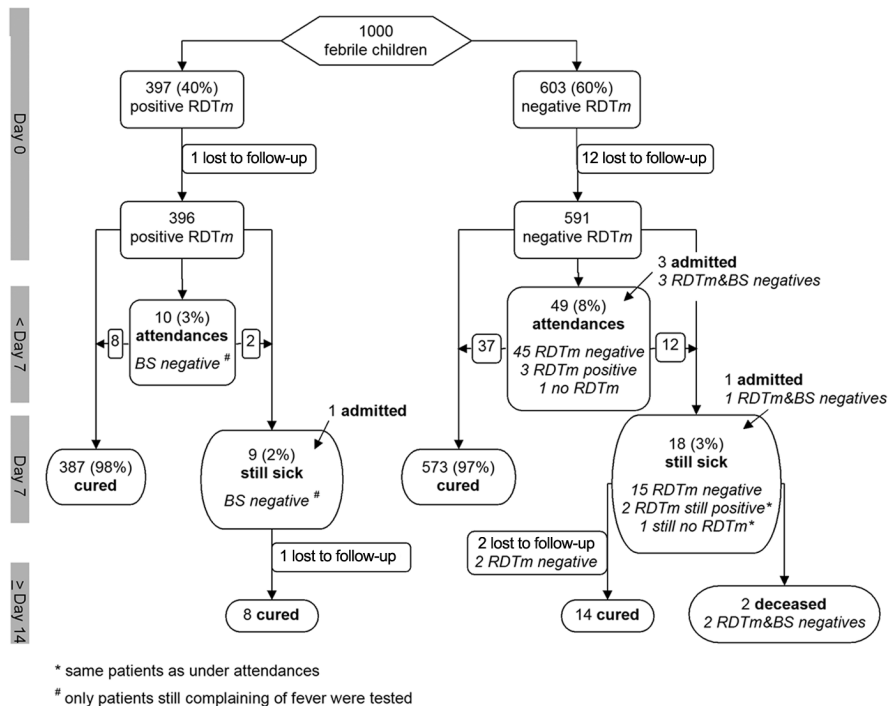 1000
febrile children
Day 0
397 (40%)
positive RDTm
603 (60%)
negative RDTm
1 lost to follow-up
12 lost to follow-up
396
positive RDTm
591
negative RDTm
3 admitted
3 RDTm&BS negatives
< Day 7
10 (3%)
attendances
BS negative #
8
2
49 (8%)
attendances
45 RDTm negative
3 RDTm positive
1 no RDTm
37
12
1 admitted
1 RDTm&BS negatives
Day 7
387 (98%)
cured
1 admitted
9 (2%)
still sick
BS negative #
573 (97%)
cured
18 (3%)
still sick
15 RDTm negative
2 RDTm still positive*
1 still no RDTm*
1 lost to follow-up
2 lost to follow-up
2 RDTm negative
≥ Day 14
8 cured
14 cured
2 deceased
2 RDTm&BS negatives
* same patients as under attendances
# only patients still complaining of fever were tested